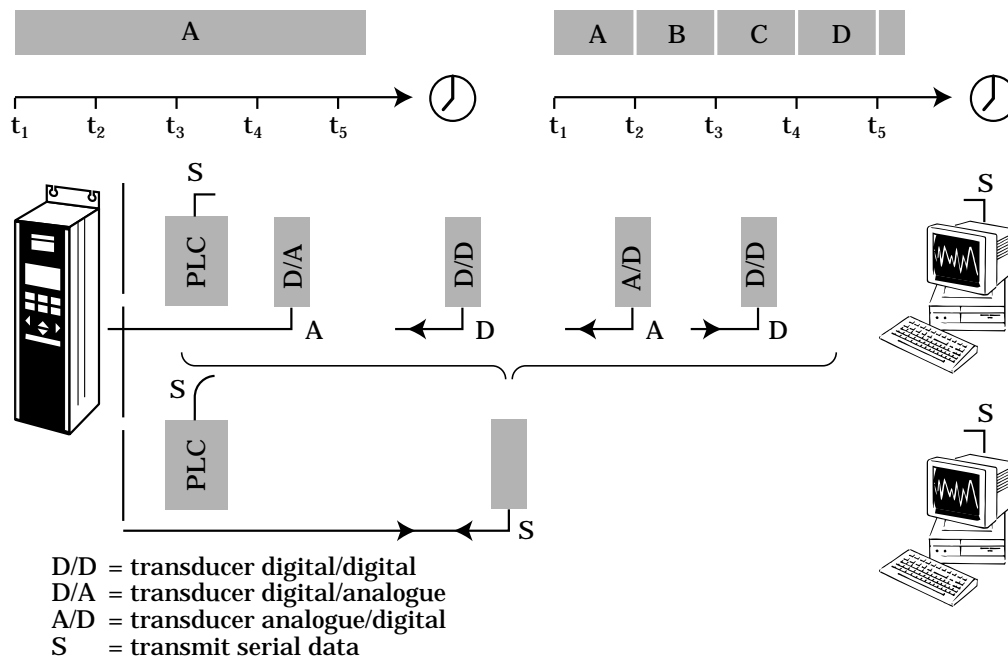 A
A B C D
t1 t2 t3 t4 t5
t1 t2 t3 t4 t5
S
S
PLC
D/A
D/D
A/D
D/D
A
D
A
D
S
S
PLC
S
D/D = transducer digital/digital
D/A = transducer digital/analogue
A/D = transducer analogue/digital
S = transmit serial data